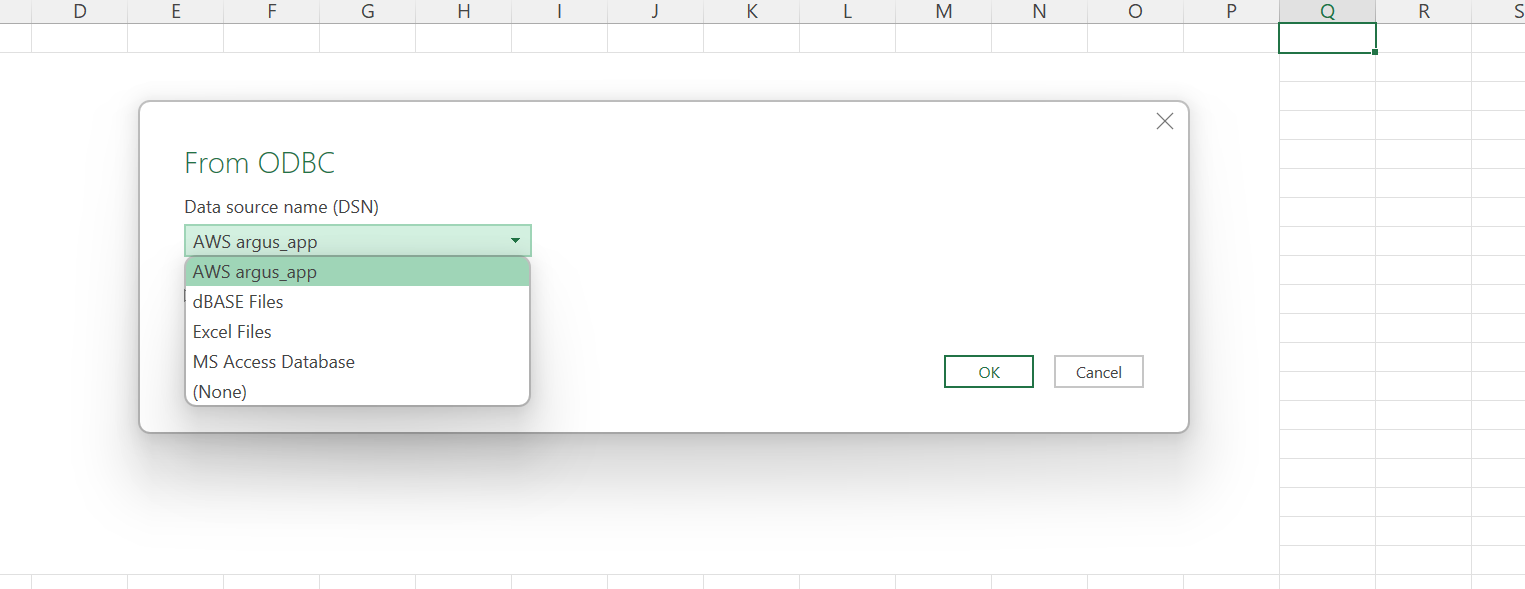 D E F G H I J K L M N O P Q R S
From ODBC
Data source name (DSN)
AWS argus_app
AWS argus_app
dBASE Files
Excel Files
MS Access Database
(None)
OK Cancel